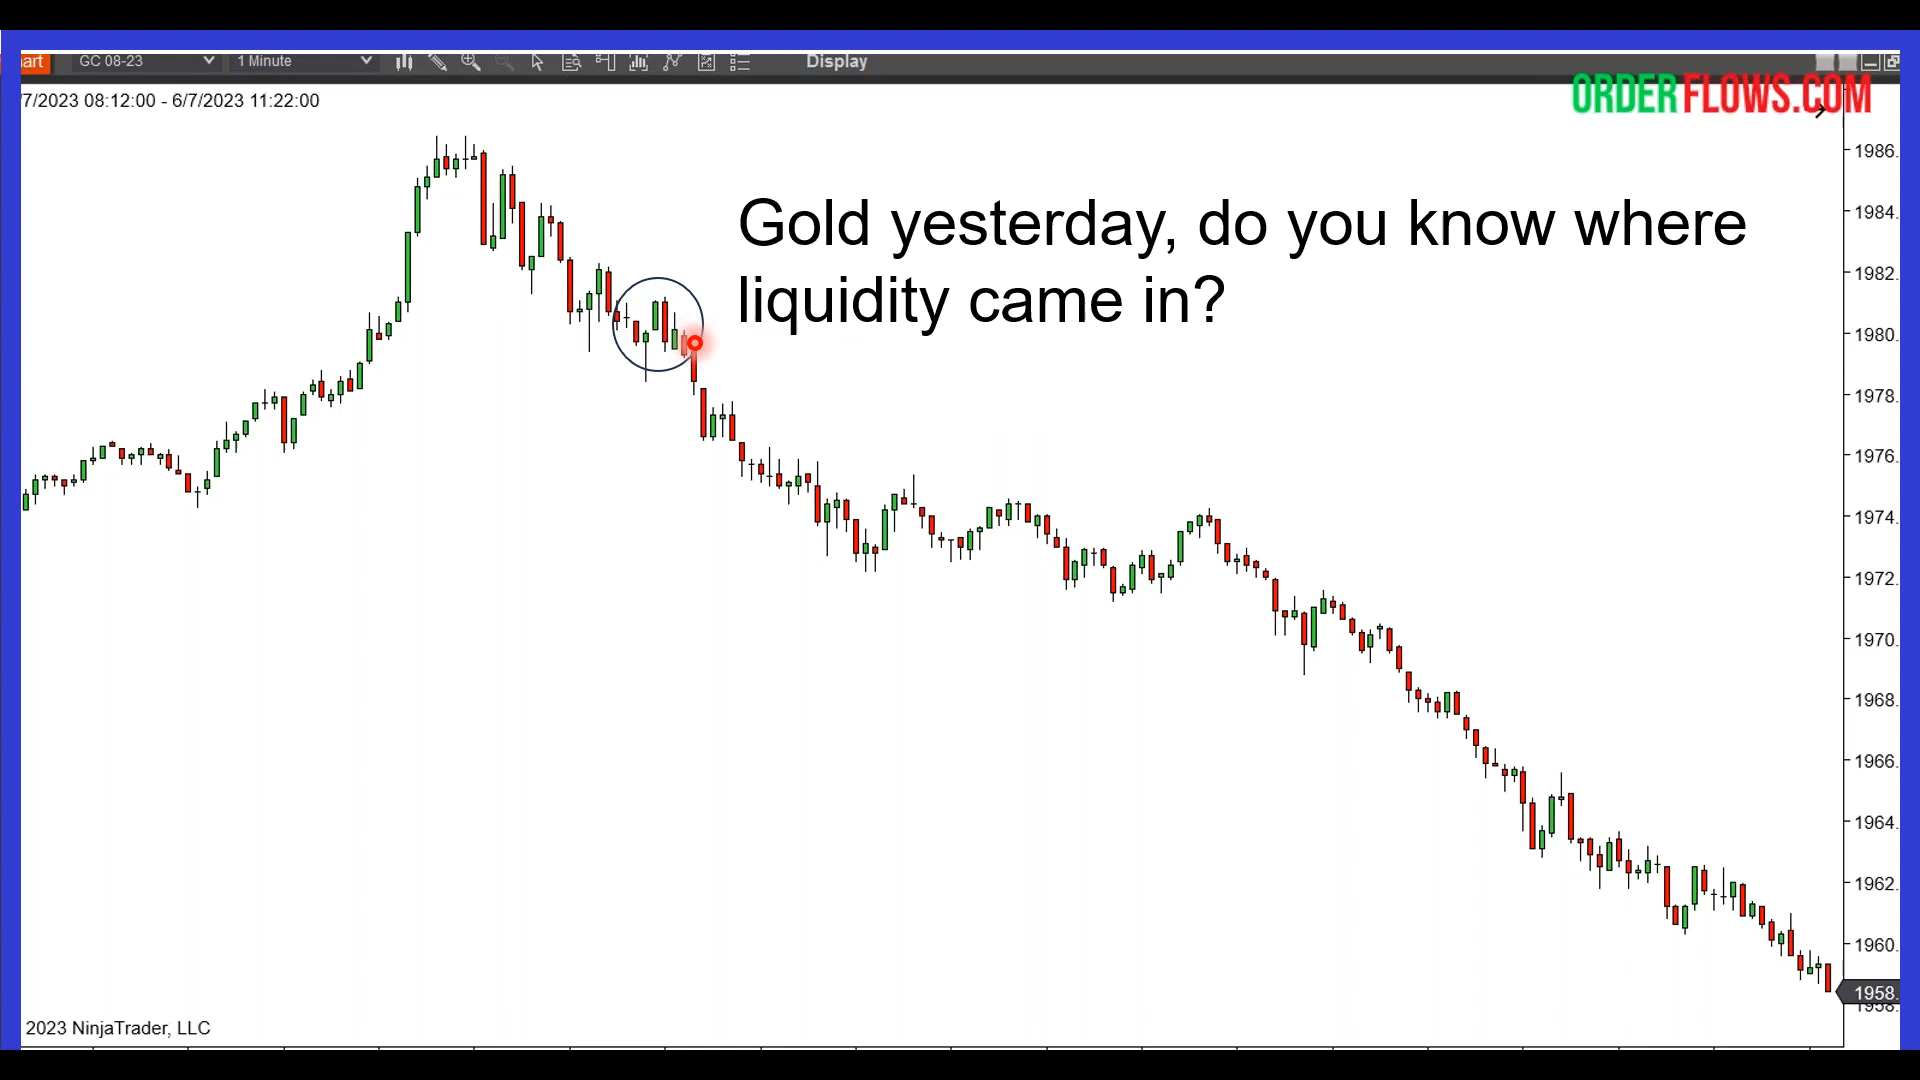 art GC 08-23 1 Minute Display
/7/2023 08:12:00 - 6/7/2023 11:22:00
ORDERFLOWS.COM
Gold yesterday, do you know where
liquidity came in?
1986.
1984.
1982.
1980.
1978.
1976.
1974.
1972.
1970.
1968.
1966.
1964.
1962.
1960.
1958.
1958.
2023 NinjaTrader, LLC